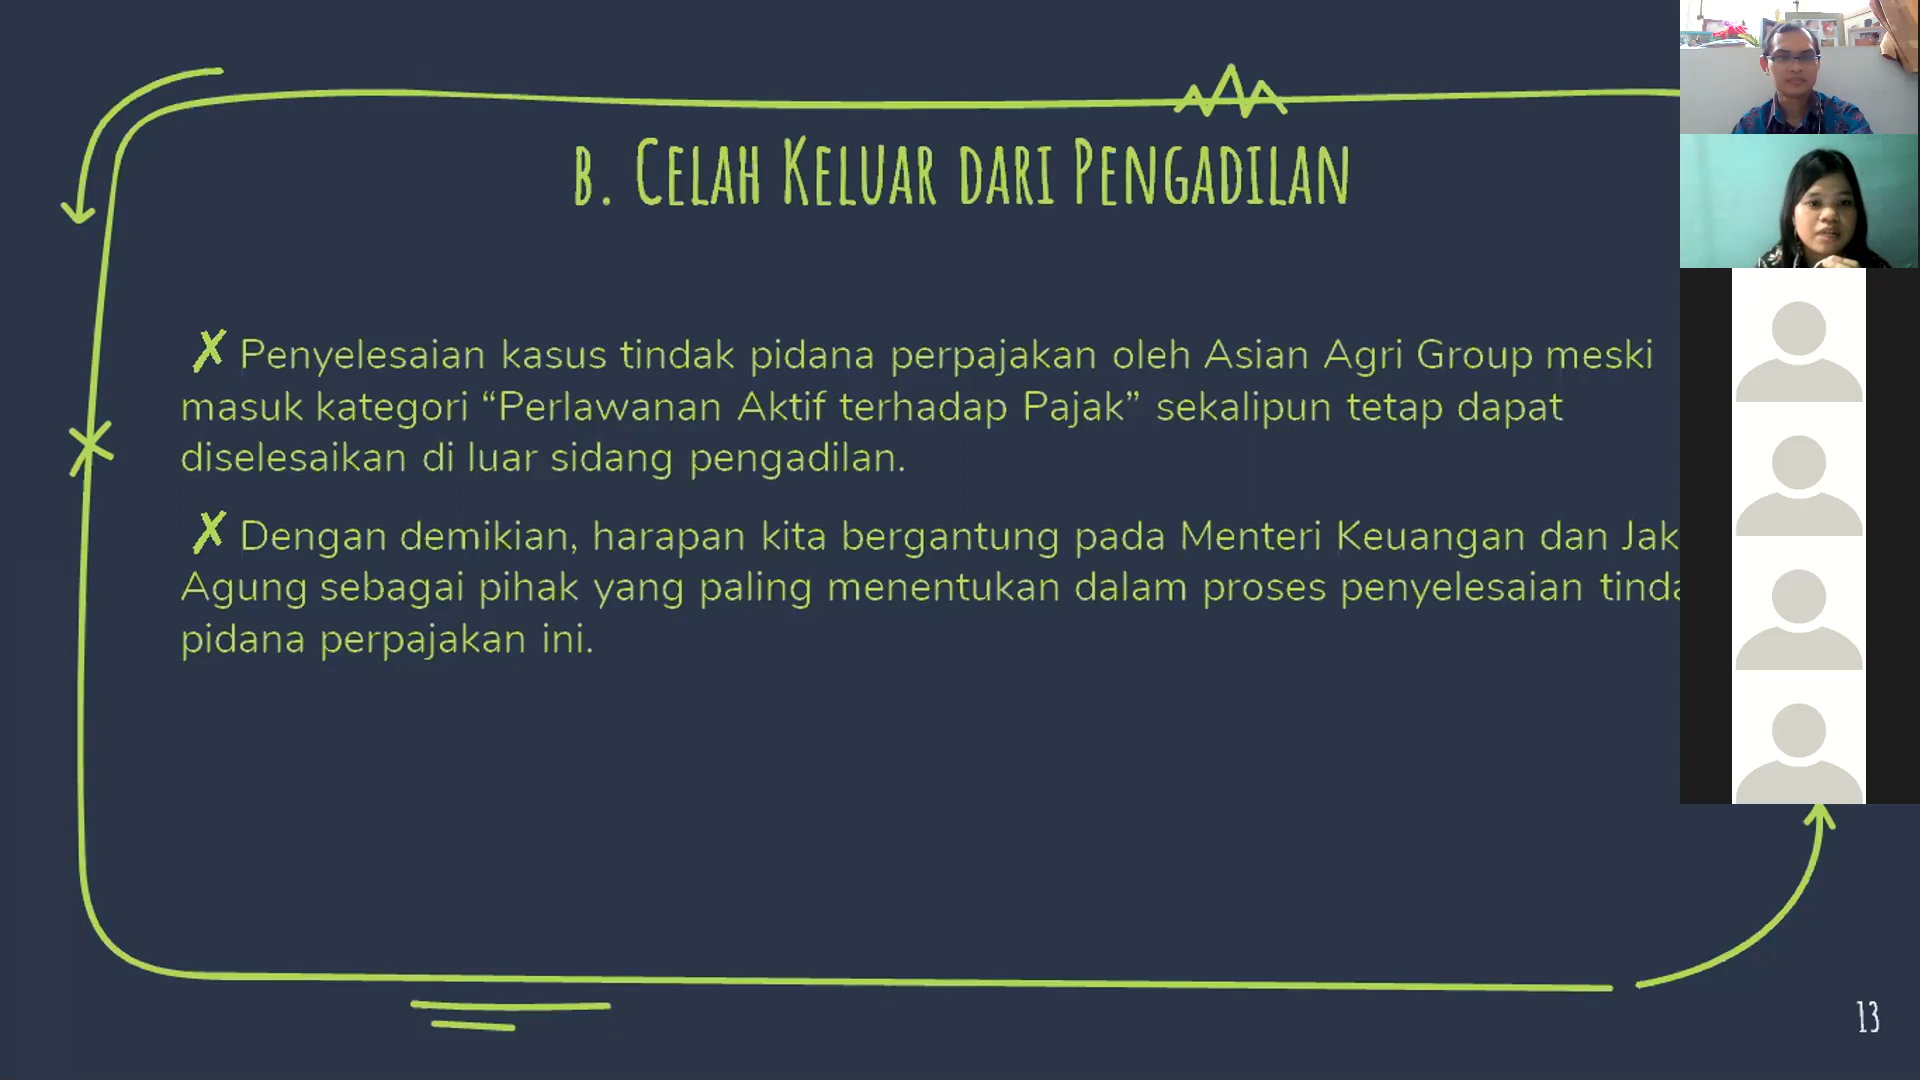 B. CELAH KELUAR DARI PENGADILAN
✗ Penyelesaian kasus tindak pidana perpajakan oleh Asian Agri Group meski
masuk kategori “Perlawanan Aktif terhadap Pajak” sekalipun tetap dapat
diselesaikan di luar sidang pengadilan.
✗ Dengan demikian, harapan kita bergantung pada Menteri Keuangan dan
Agung sebagai pihak yang paling menentukan dalam proses penyelesaian
pidana perpajakan ini.
13